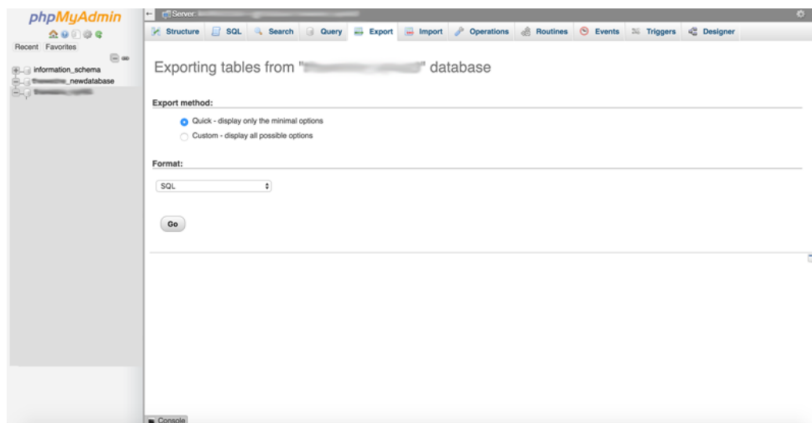 phpMyAdmin
Recent Favorites
information_schema
_newdatabase
Server:
Structure SQL Search Query Export Import Operations Routines Events Triggers Designer
Exporting tables from " " database
Export method:
Quick - display only the minimal options
Custom - display all possible options
Format:
SQL
Go
Console